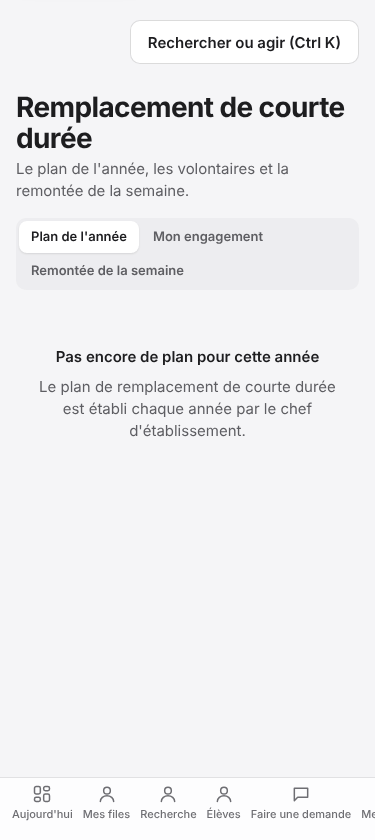 Rechercher ou agir (Ctrl K)
Remplacement de courte
durée
Le plan de l'année, les volontaires et la
remontée de la semaine.
Plan de l'année
Mon engagement
Remontée de la semaine
Pas encore de plan pour cette année
Le plan de remplacement de courte durée
est établi chaque année par le chef
d'établissement.
Aujourd'hui
Mes files
Recherche
Élèves
Faire une demande